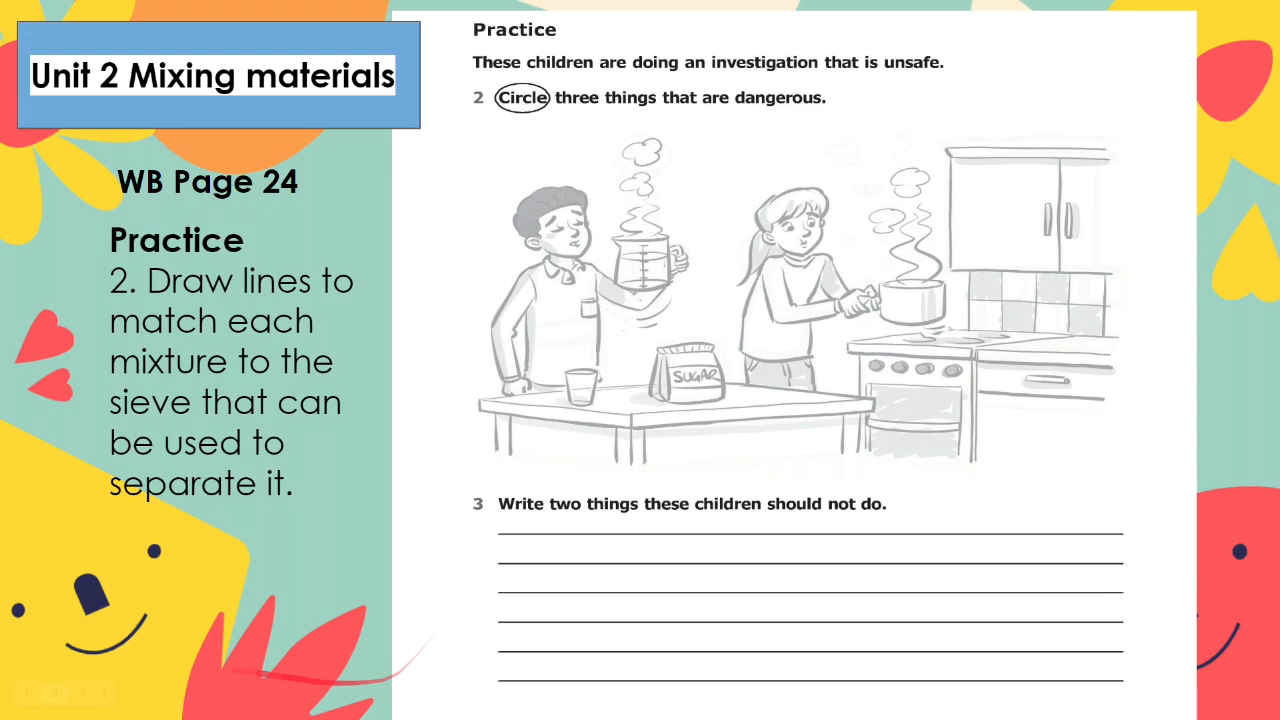 Unit 2 Mixing materials
WB Page 24
Practice
2. Draw lines to
match each
mixture to the
sieve that can
be used to
separate it.
Practice
These children are doing an investigation that is unsafe.
2 Circle three things that are dangerous.
SUGAR
3 Write two things these children should not do.
9